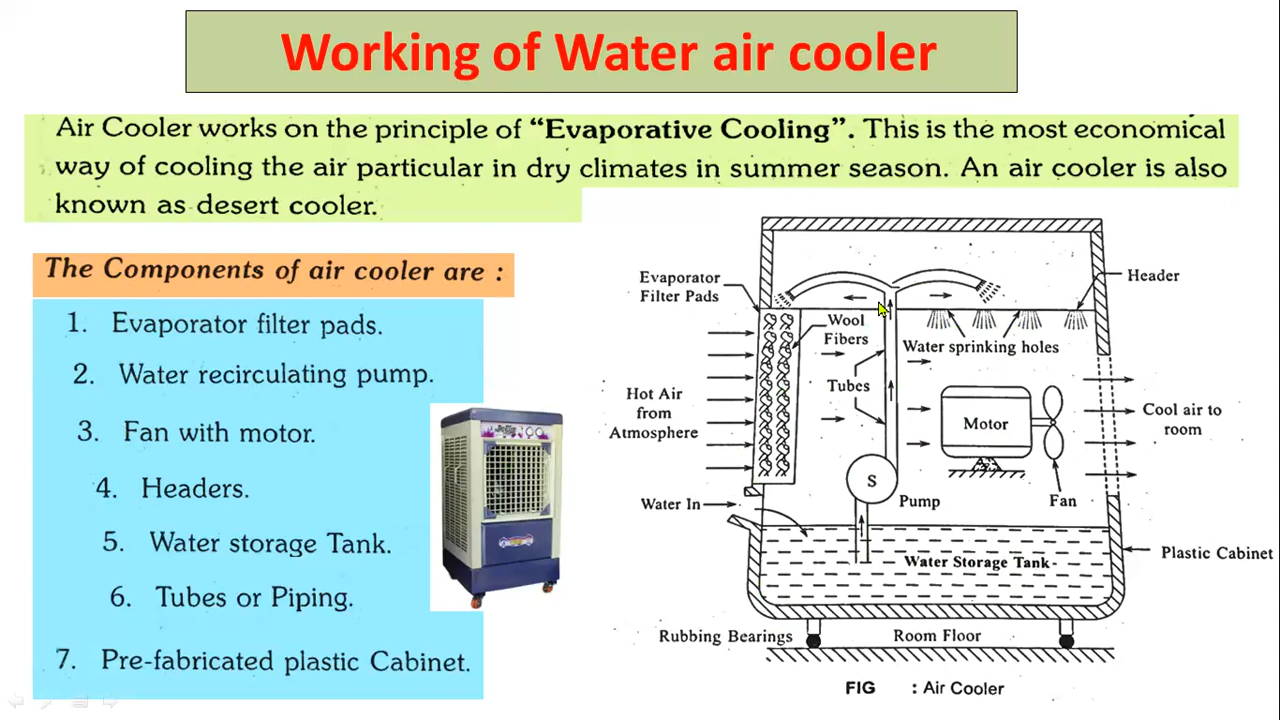 Working of Water air cooler
Air Cooler works on the principle of “Evaporative Cooling”. This is the most economical
way of cooling the air particular in dry climates in summer season. An air cooler is also
known as desert cooler.
The Components of air cooler are :
1. Evaporator filter pads.
2. Water recirculating pump.
3. Fan with motor.
4. Headers.
5. Water storage Tank.
6. Tubes or Piping.
7. Pre-fabricated plastic Cabinet.
Evaporator
Filter Pads
Header
Wool
Fibers
Water sprinking holes
Tubes
Hot Air
from
Atmosphere
Motor
Cool air to
room
S
Pump
Fan
Water In
Plastic Cabinet
Water Storage Tank
Rubbing Bearings
Room Floor
FIG : Air Cooler